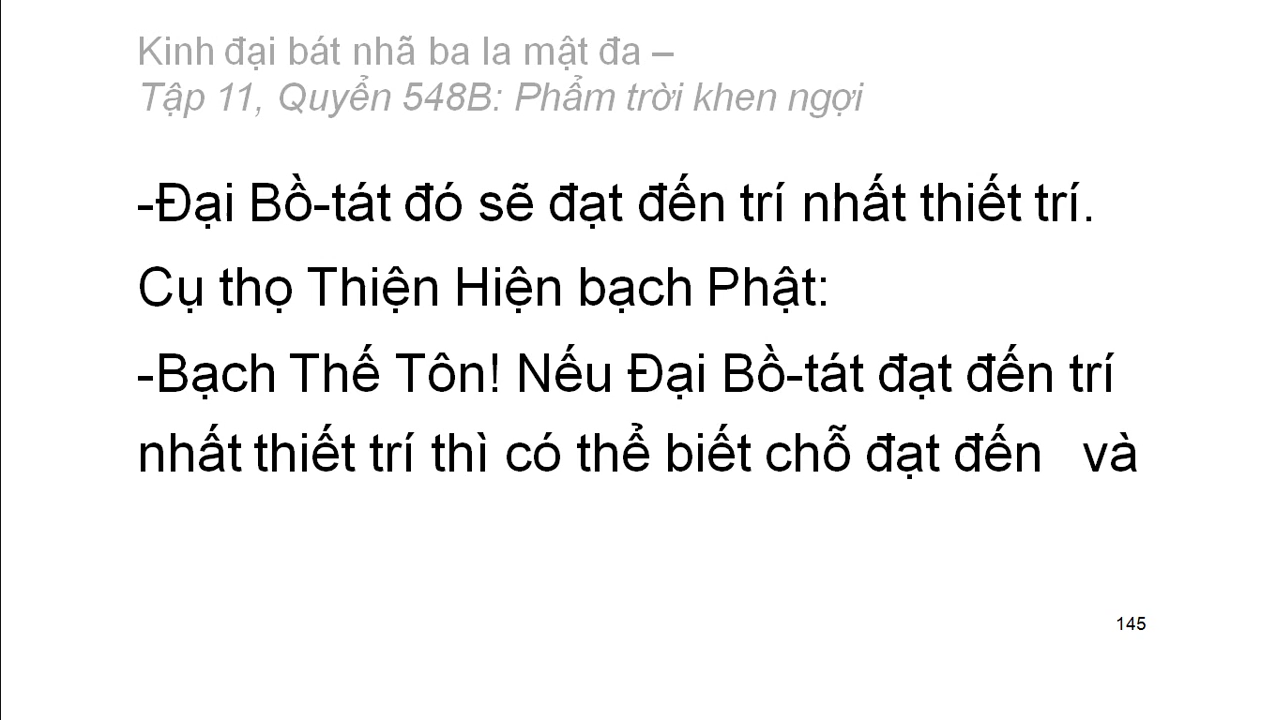 Kinh đại bát nhã ba la mật đa –
Tập 11, Quyển 548B: Phẩm trời khen ngợi
-Đại Bồ-tát đó sẽ đạt đến trí nhất thiết trí.
Cụ thọ Thiện Hiện bạch Phật:
-Bạch Thế Tôn! Nếu Đại Bồ-tát đạt đến trí
nhất thiết trí thì có thể biết chỗ đạt đến và
145